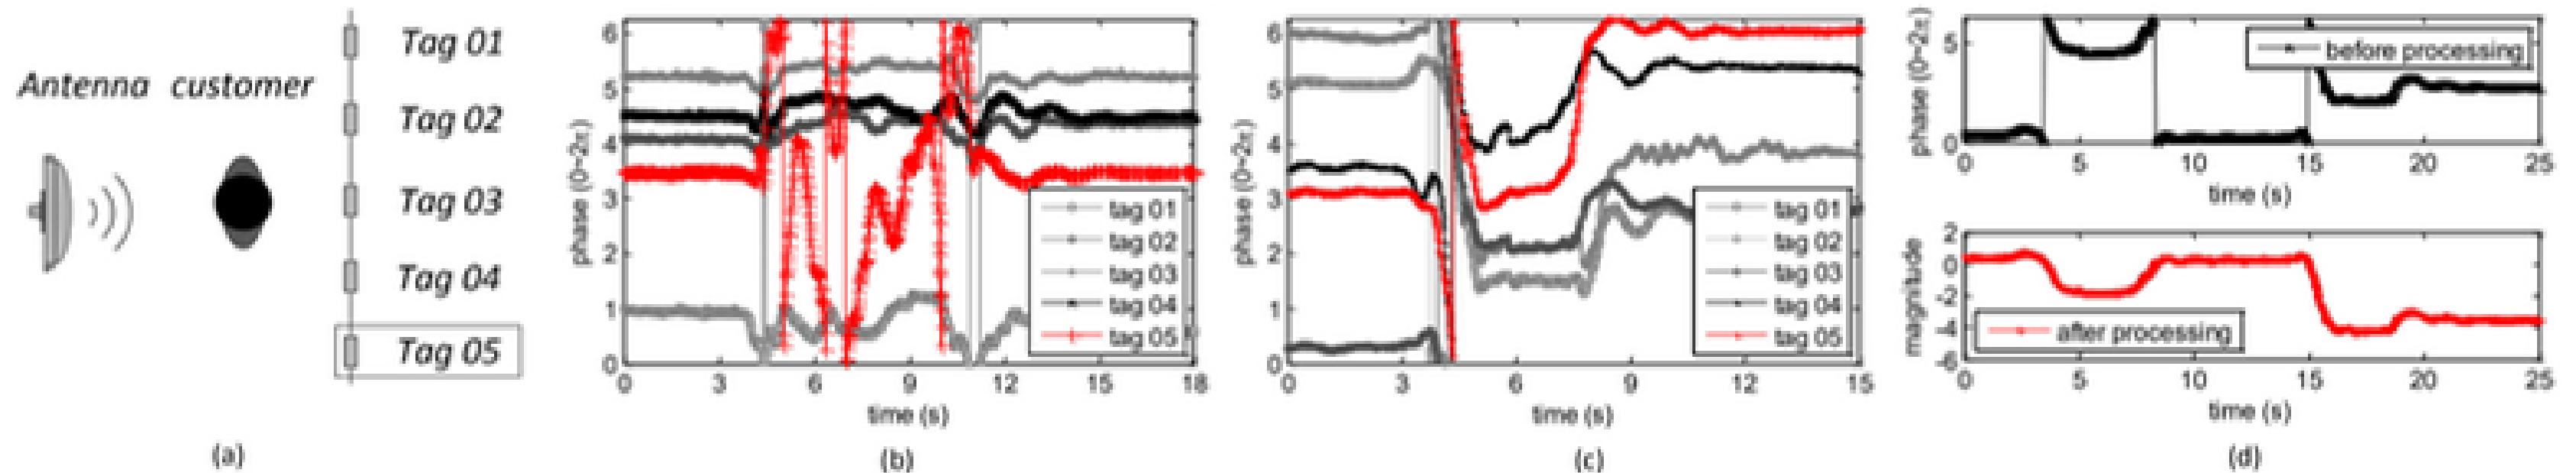 Antenna customer
Tag 01
Tag 02
Tag 03
Tag 04
Tag 05
(a)
phase (0~2π)
6
5
4
3
2
1
0
tag 01
tag 02
tag 03
tag 04
tag 05
0 3 6 9 12 15 18
time (s)
(b)
phase (0~2π)
6
5
4
3
2
1
0
tag 01
tag 02
tag 03
tag 04
tag 05
0 3 6 9 12 15
time (s)
(c)
phase (0~2π)
5
0
before processing
0 5 10 15 20 25
time (s)
magnitude
2
0
-2
-4
-6
after processing
0 5 10 15 20 25
time (s)
(d)